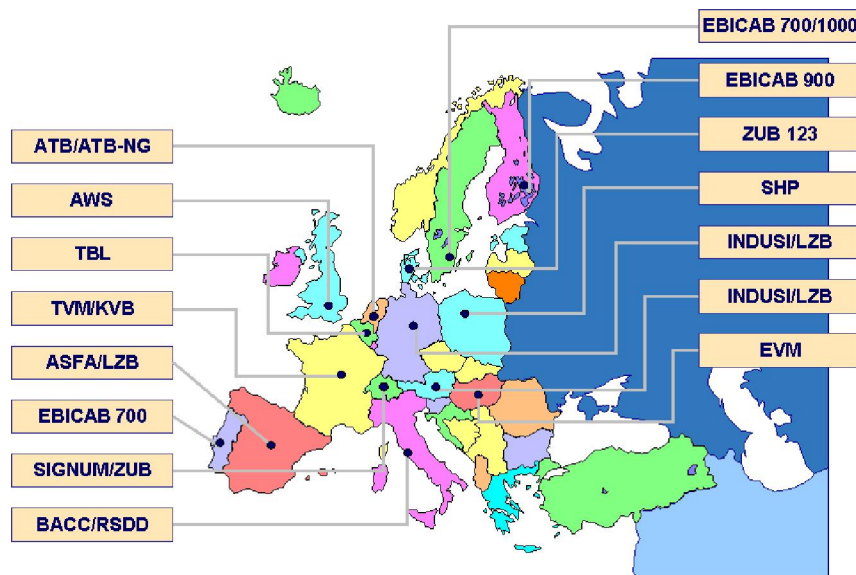 EBICAB 700/1000
EBICAB 900
ZUB 123
SHP
INDUSI/LZB
INDUSI/LZB
EVM
ATB/ATB-NG
AWS
TBL
TVM/KVB
ASFA/LZB
EBICAB 700
SIGNUM/ZUB
BACC/RSDD